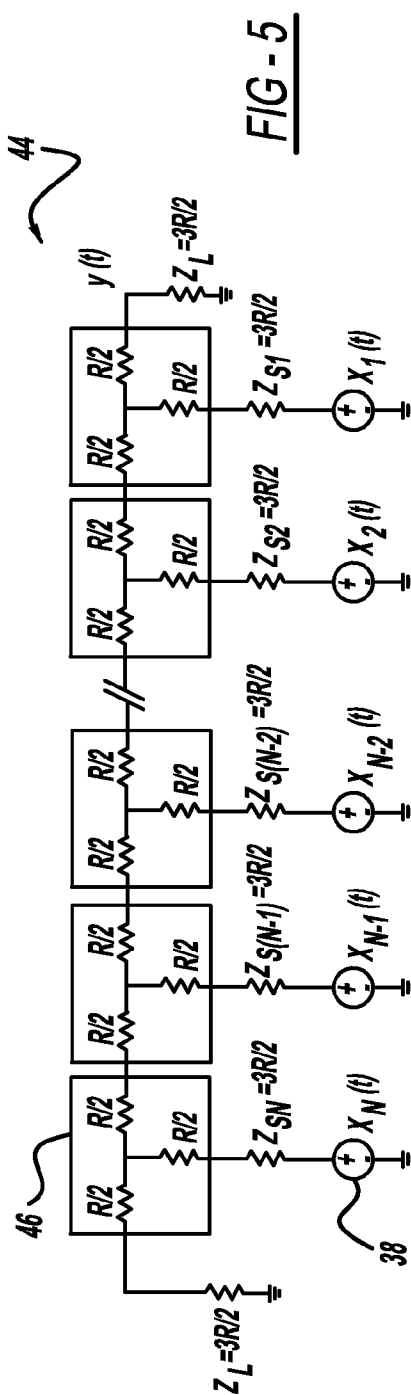 44
y(t)
46
R/2 R/2 R/2 R/2 R/2 R/2 R/2 R/2 R/2 R/2
R/2 R/2 R/2 R/2 R/2
Z_L=3R/2
Z_L=3R/2
Z_SN=3R/2
Z_S(N-1)=3R/2
Z_S(N-2)=3R/2
Z_S2=3R/2
Z_S1=3R/2
+ + + + +
- - - - -
X_N(t)
X_N-1(t)
X_N-2(t)
X_2(t)
X_1(t)
38
FIG - 5